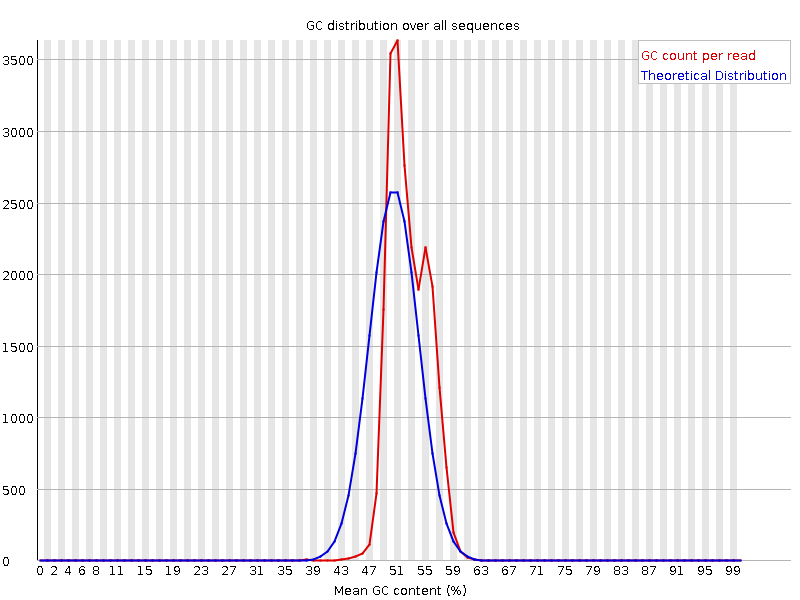 GC distribution over all sequences
GC count per read
Theoretical Distribution
3500
3000
2500
2000
1500
1000
500
0
0 2 4 6 8 11 15 19 23 27 31 35 39 43 47 51 55 59 63 67 71 75 79 83 87 91 95 99
Mean GC content (%)